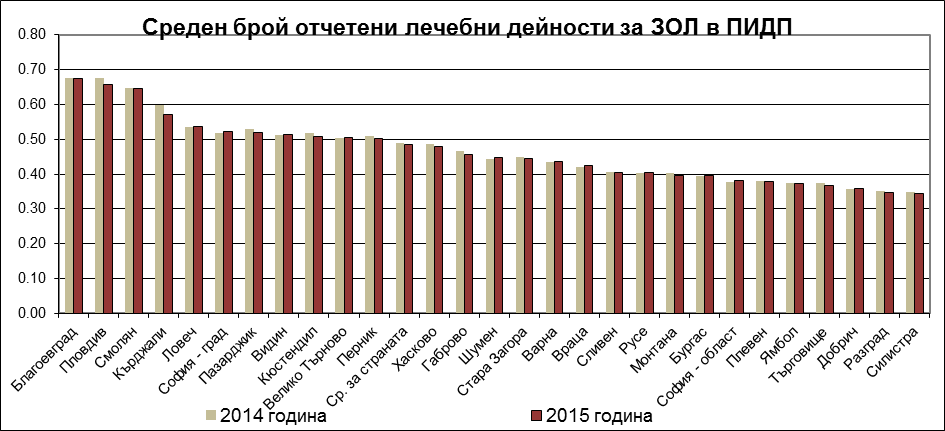 Среден брой отчетени лечебни дейности за ЗОЛ в ПИДП
0.80
0.70
0.60
0.50
0.40
0.30
0.20
0.10
0.00
Благоевград
Пловдив
Смолян
Кърджали
Ловеч
София - град
Пазарджик
Видин
Кюстендил
Велико Търново
Перник
Ср. за страната
Хасково
Габрово
Шумен
Стара Загора
Варна
Враца
Сливен
Русе
Монтана
Бургас
София - област
Плевен
Ямбол
Търговище
Добрич
Разград
Силистра
2014 година
2015 година